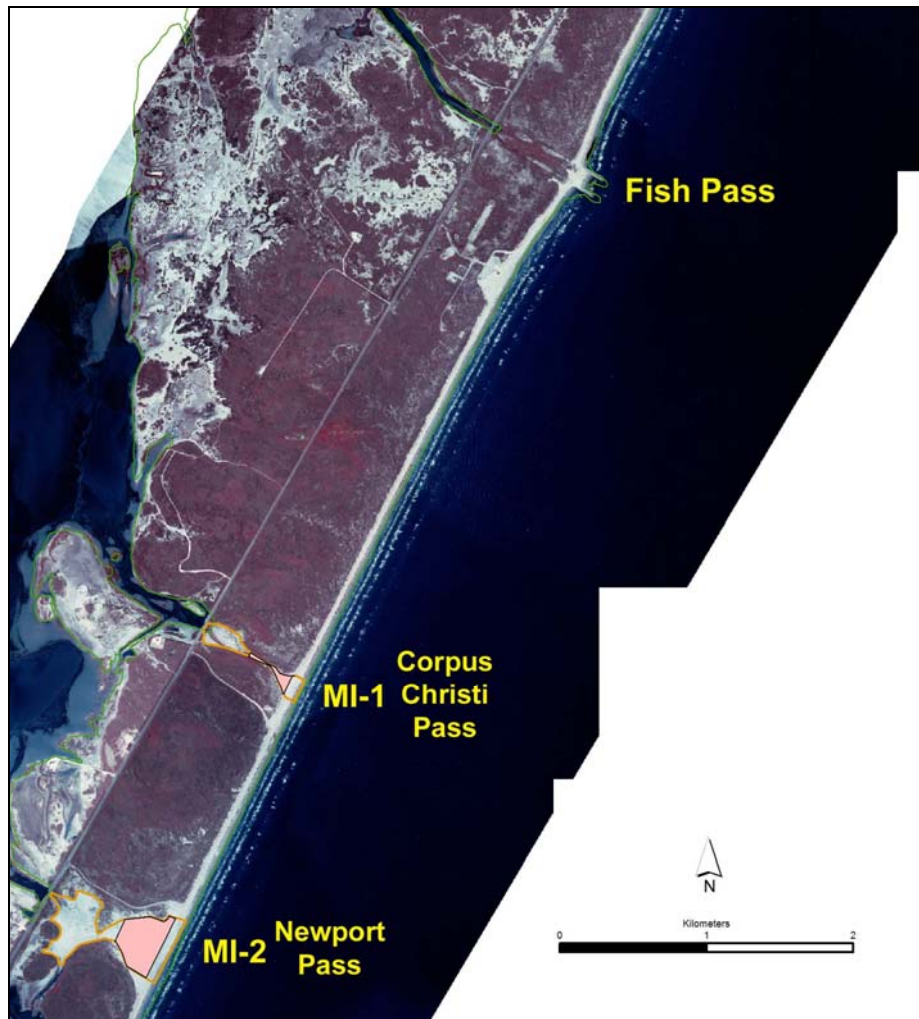 Fish Pass
MI-1 Corpus
Christi
Pass
N
Kilometers
0 1 2
MI-2 Newport
Pass